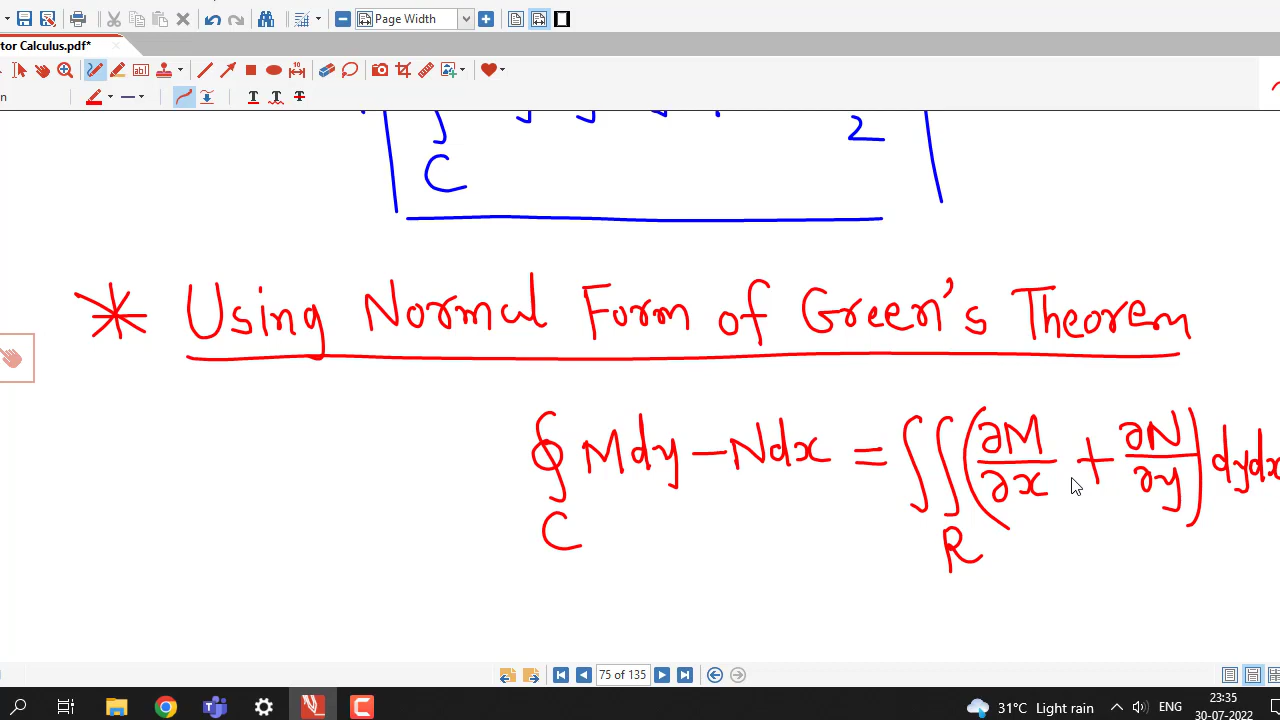 Page Width
tor Calculus.pdf*
2
C
* Using Normal Form of Green's Theorem
∮ Mdy - Ndx = ∫∫ (∂M/∂x + ∂N/∂y) dydx
C R
75 of 135
31°C Light rain ENG 23:35
30-07-2022